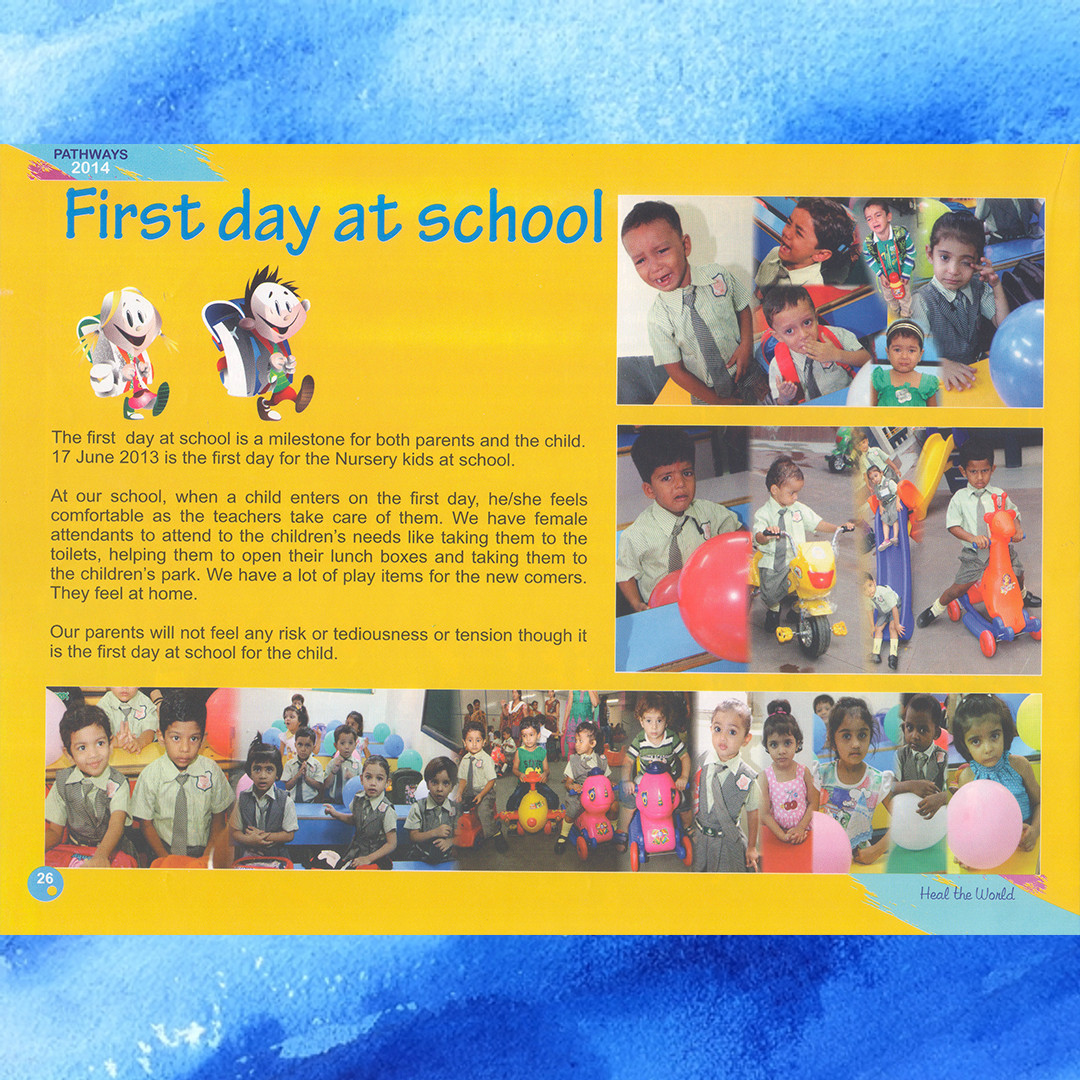 PATHWAYS
2014
First day at school
The first day at school is a milestone for both parents and the child.
17 June 2013 is the first day for the Nursery kids at school.
At our school, when a child enters on the first day, he/she feels
comfortable as the teachers take care of them. We have female
attendants to attend to the children's needs like taking them to the
toilets, helping them to open their lunch boxes and taking them to
the children's park. We have a lot of play items for the new comers.
They feel at home.
Our parents will not feel any risk or tediousness or tension though it
is the first day at school for the child.
26
Heal the World